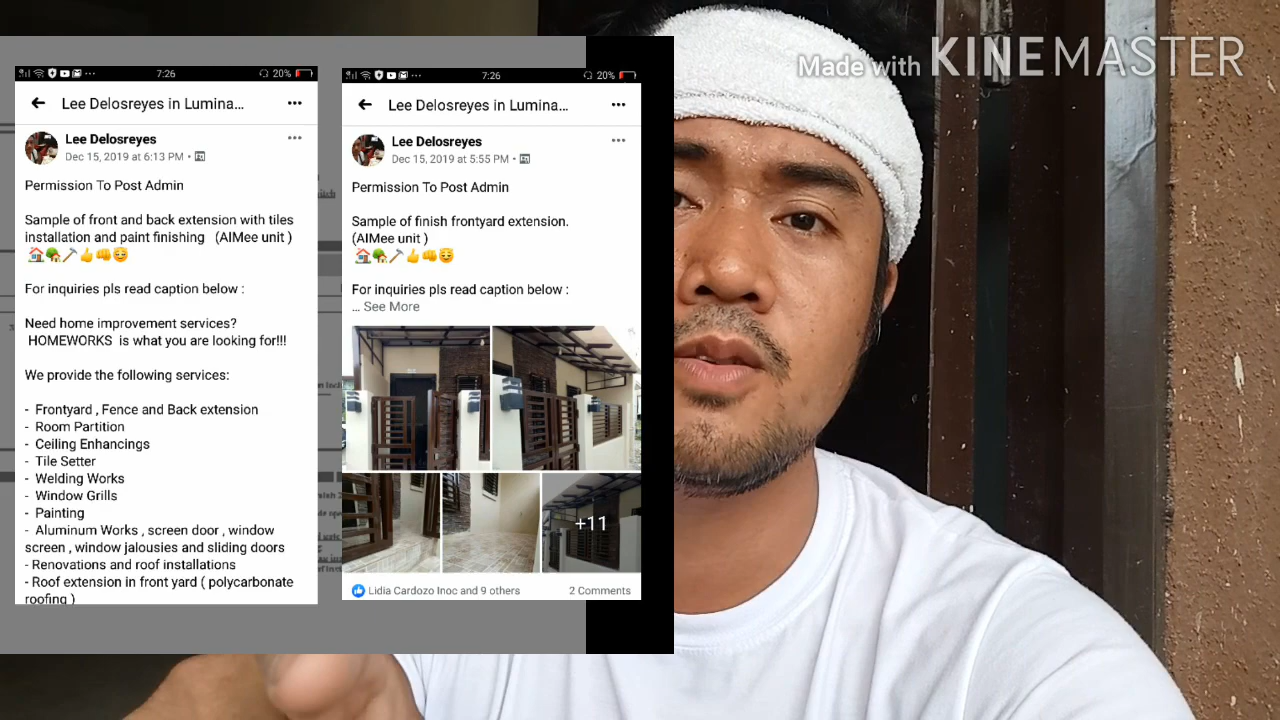 Made with KINEMASTER
7:26
20%
Lee Delosreyes in Lumina...
Lee Delosreyes
Dec 15, 2019 at 6:13 PM
Permission To Post Admin
Sample of front and back extension with tiles
installation and paint finishing (AIMee unit )
🏠🏡⛏👍👊😇
For inquiries pls read caption below :
Need home improvement services?
HOMEWORKS is what you are looking for!!!
We provide the following services:
- Frontyard , Fence and Back extension
- Room Partition
- Ceiling Enhancings
- Tile Setter
- Welding Works
- Window Grills
- Painting
- Aluminum Works , screen door , window
screen , window jalousies and sliding doors
- Renovations and roof installations
- Roof extension in front yard ( polycarbonate
roofing )
7:26
20%
Lee Delosreyes in Lumina...
Lee Delosreyes
Dec 15, 2019 at 5:55 PM
Permission To Post Admin
Sample of finish frontyard extension.
(AIMee unit )
🏠🏡⛏👍👊😇
For inquiries pls read caption below :
... See More
+11
Lidia Cardozo Inoc and 9 others
2 Comments